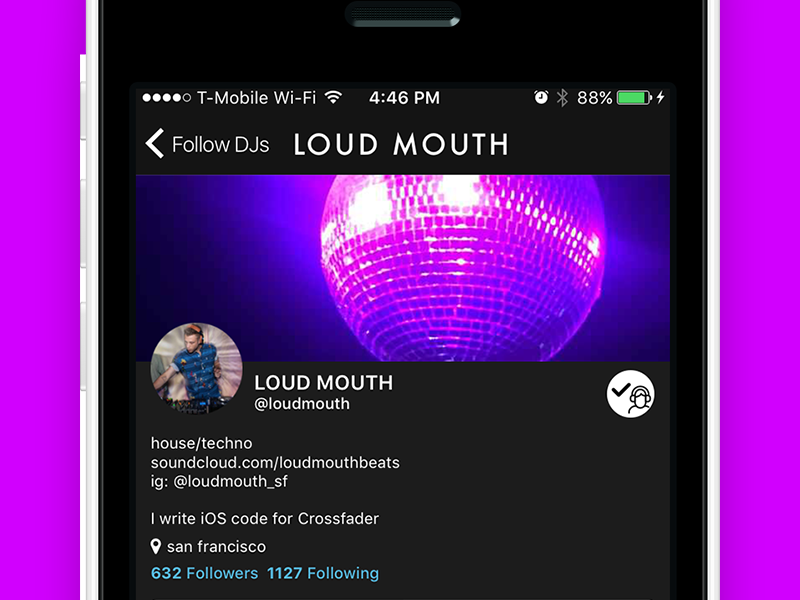 T-Mobile Wi-Fi 4:46 PM 88%
Follow DJs LOUD MOUTH
LOUD MOUTH
@loudmouth
house/techno
soundcloud.com/loudmouthbeats
ig: @loudmouth_sf
I write iOS code for Crossfader
san francisco
632 Followers 1127 Following